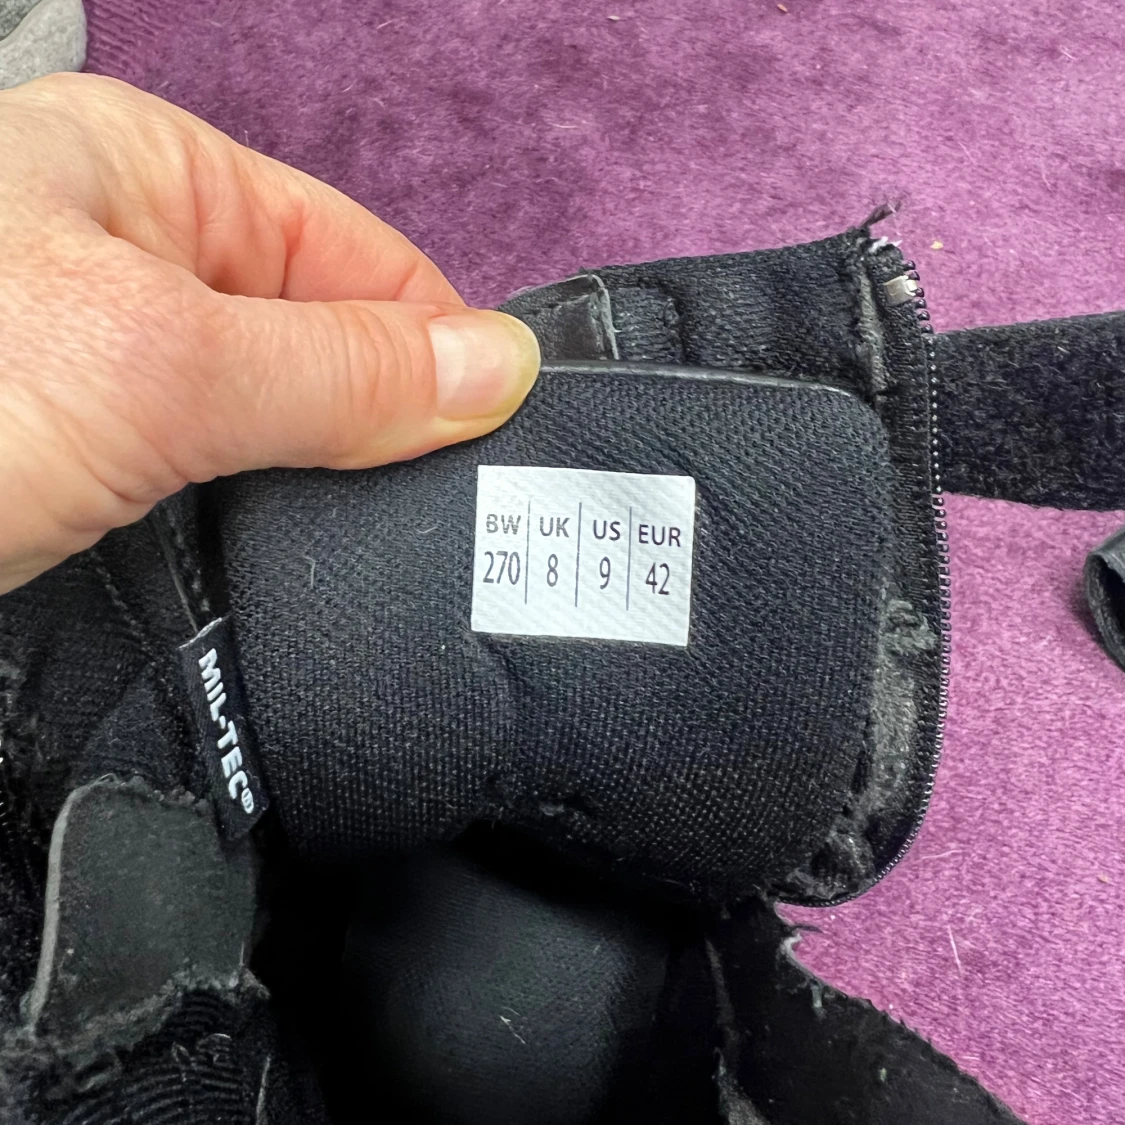 BW UK US EUR
270 8 9 42
MIL-TEC®